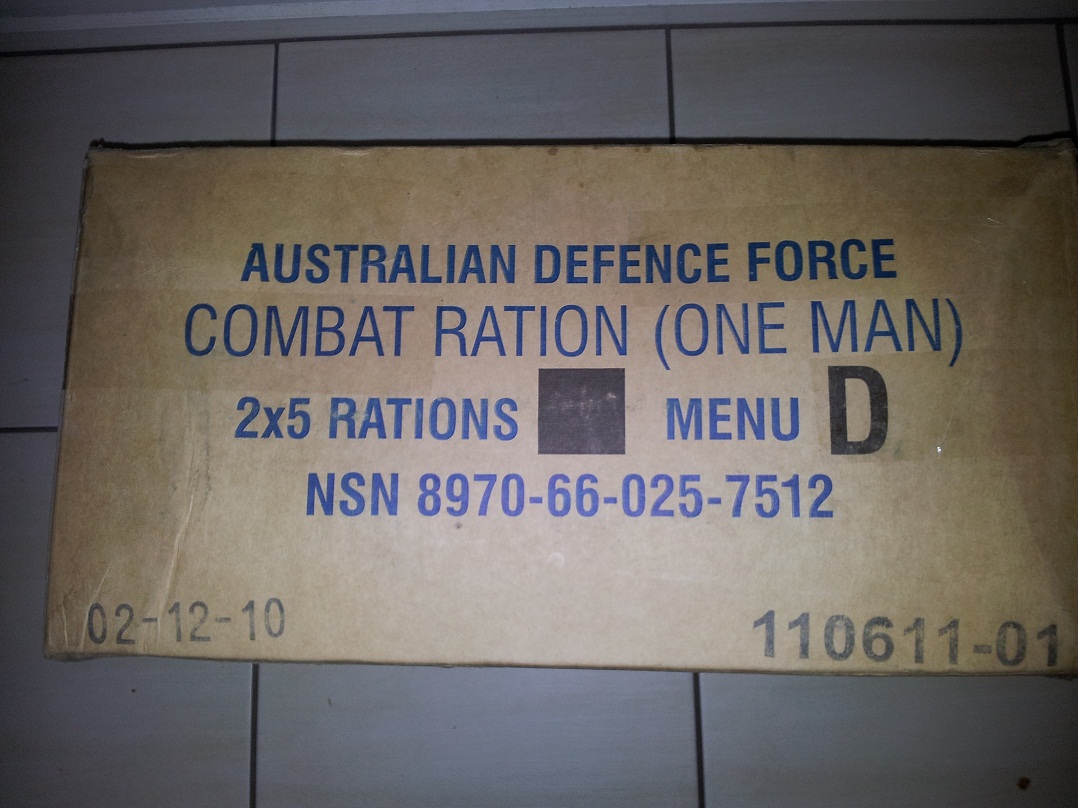 AUSTRALIAN DEFENCE FORCE
COMBAT RATION (ONE MAN)
2x5 RATIONS MENU D
NSN 8970-66-025-7512
02-12-10 110611-01